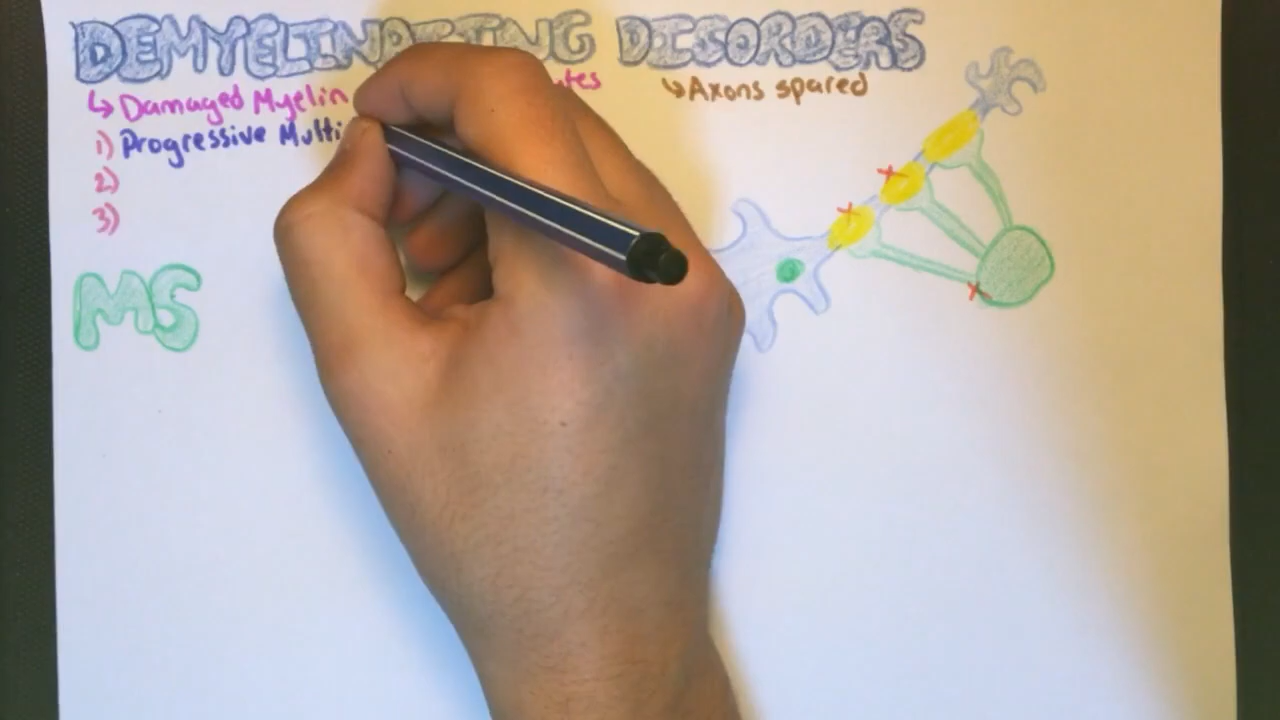 DEMYELINATING DISORDERS
↳ Damaged Myelin
↳ Axons spared
1) Progressive Multi
2)
3)
MS